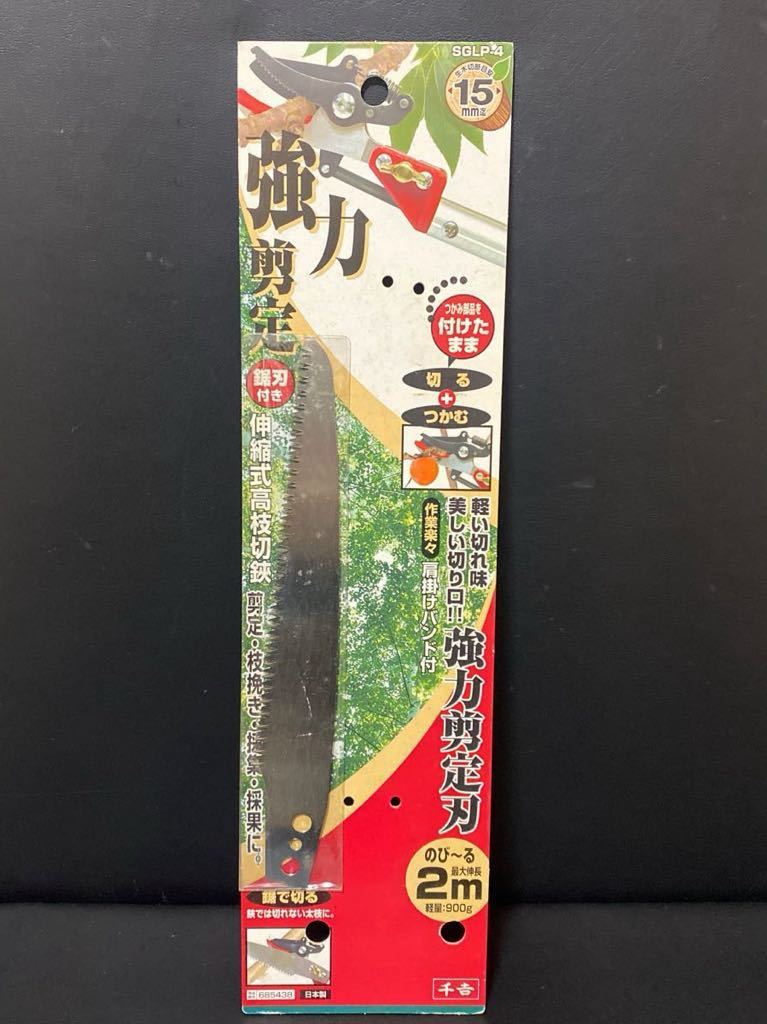 SGLP-4
生木切断目安
15
mm迄
強力
剪定
つかみ部品を
付けた
まま
切る
+
つかむ
鋸刃
付き
伸縮式高枝切鋏
剪定・枝挽き・採集・採果に。
軽い切れ味
美しい切り口!!
作業楽々
肩掛けバンド付
強力剪定刃
のび～る
最大伸長
2m
軽量:900g
鋸で切る
鋏では切れない太枝に。
685438
日本製
千吉